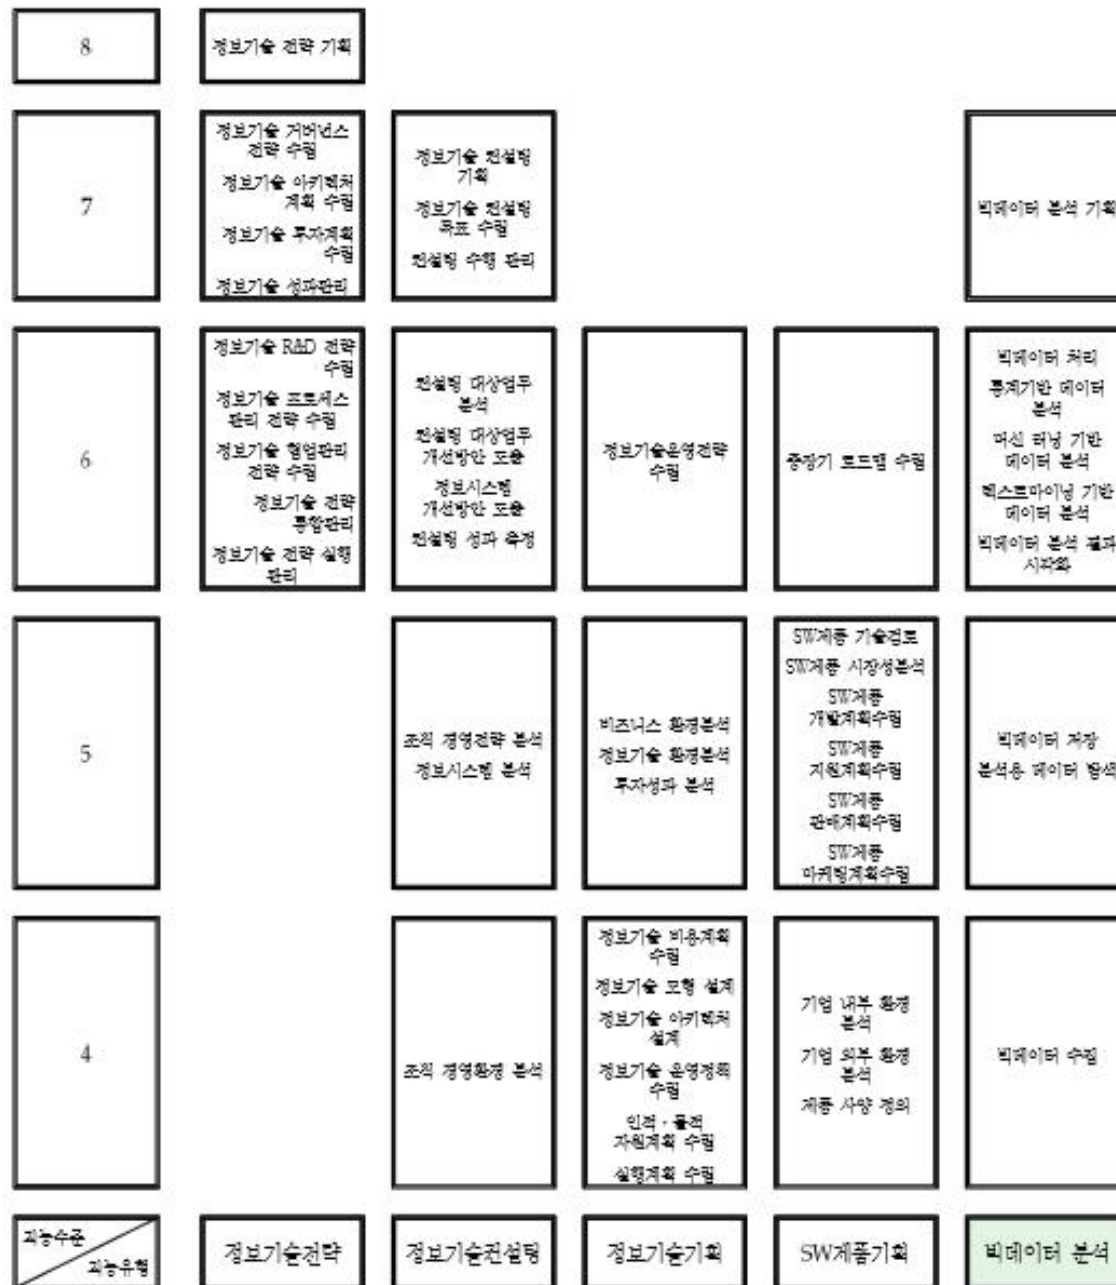 8
정보기술 전략 기획
7
정보기술 거버넌스
전략 수립
정보기술 아키텍처
계획 수립
정보기술 투자계획
수립
정보기술 성과관리
정보기술 컨설팅
기획
정보기술 컨설팅
목표 수립
컨설팅 수행 관리
빅데이터 분석 기획
6
정보기술 R&D 전략
수립
정보기술 프로세스
관리 전략 수립
정보기술 협업관리
전략 수립
정보기술 전략
통합관리
정보기술 전략 실행
관리
컨설팅 대상업무
분석
컨설팅 대상업무
개선방안 도출
정보시스템
개선방안 도출
컨설팅 성과 측정
정보기술운영전략
수립
중장기 로드맵 수립
빅데이터 처리
통계기반 데이터
분석
머신 러닝 기반
데이터 분석
텍스트마이닝 기반
데이터 분석
빅데이터 분석 결과
시각화
5
조직 경영전략 분석
정보시스템 분석
비즈니스 환경분석
정보기술 환경분석
투자성과 분석
SW제품 기술검토
SW제품 시장성분석
SW제품
개발계획수립
SW제품
지원계획수립
SW제품
판매계획수립
SW제품
마케팅계획수립
빅데이터 저장
분석용 데이터 탐색
4
조직 경영환경 분석
정보기술 비용계획
수립
정보기술 모형 설계
정보기술 아키텍처
설계
정보기술 운영정책
수립
인적·물적
자원계획 수립
실행계획 수립
기업 내부 환경
분석
기업 외부 환경
분석
제품 사양 정의
빅데이터 수집
직능수준
직능유형
정보기술전략
정보기술컨설팅
정보기술기획
SW제품기획
빅데이터 분석